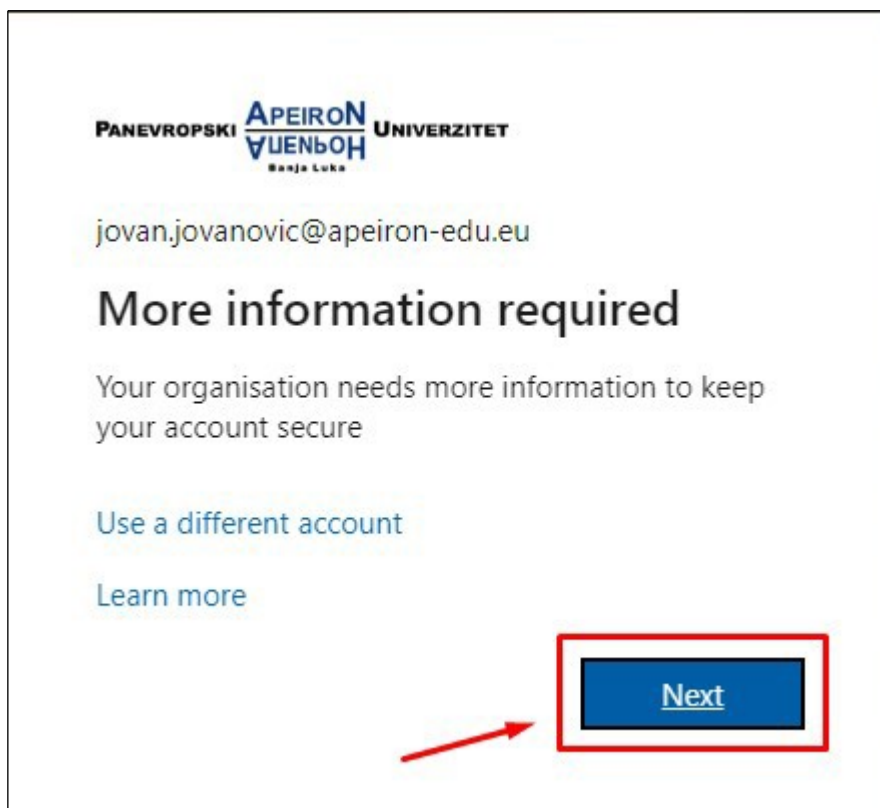 PANEVROPSKI APEIRON UNIVERZITET
АПЕИРОН
Banja Luka
jovan.jovanovic@apeiron-edu.eu
More information required
Your organisation needs more information to keep
your account secure
Use a different account
Learn more
Next